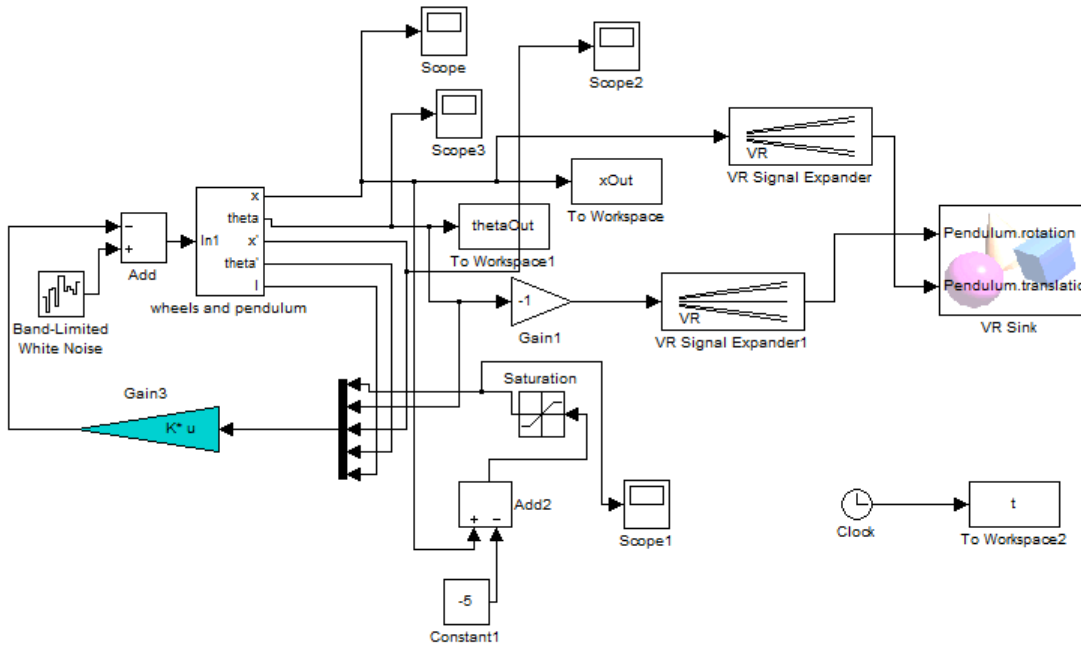 Scope
Scope2
Scope3
VR
VR Signal Expander
xOut
To Workspace
x
theta
x'
theta'
I
In1
wheels and pendulum
−
+
Add
thetaOut
To Workspace1
Band-Limited
White Noise
-1
Gain1
VR
VR Signal Expander1
Pendulum.rotation
Pendulum.translatic
VR Sink
Gain3
K* u
Saturation
+
−
Add2
Scope1
-5
Constant1
Clock
t
To Workspace2